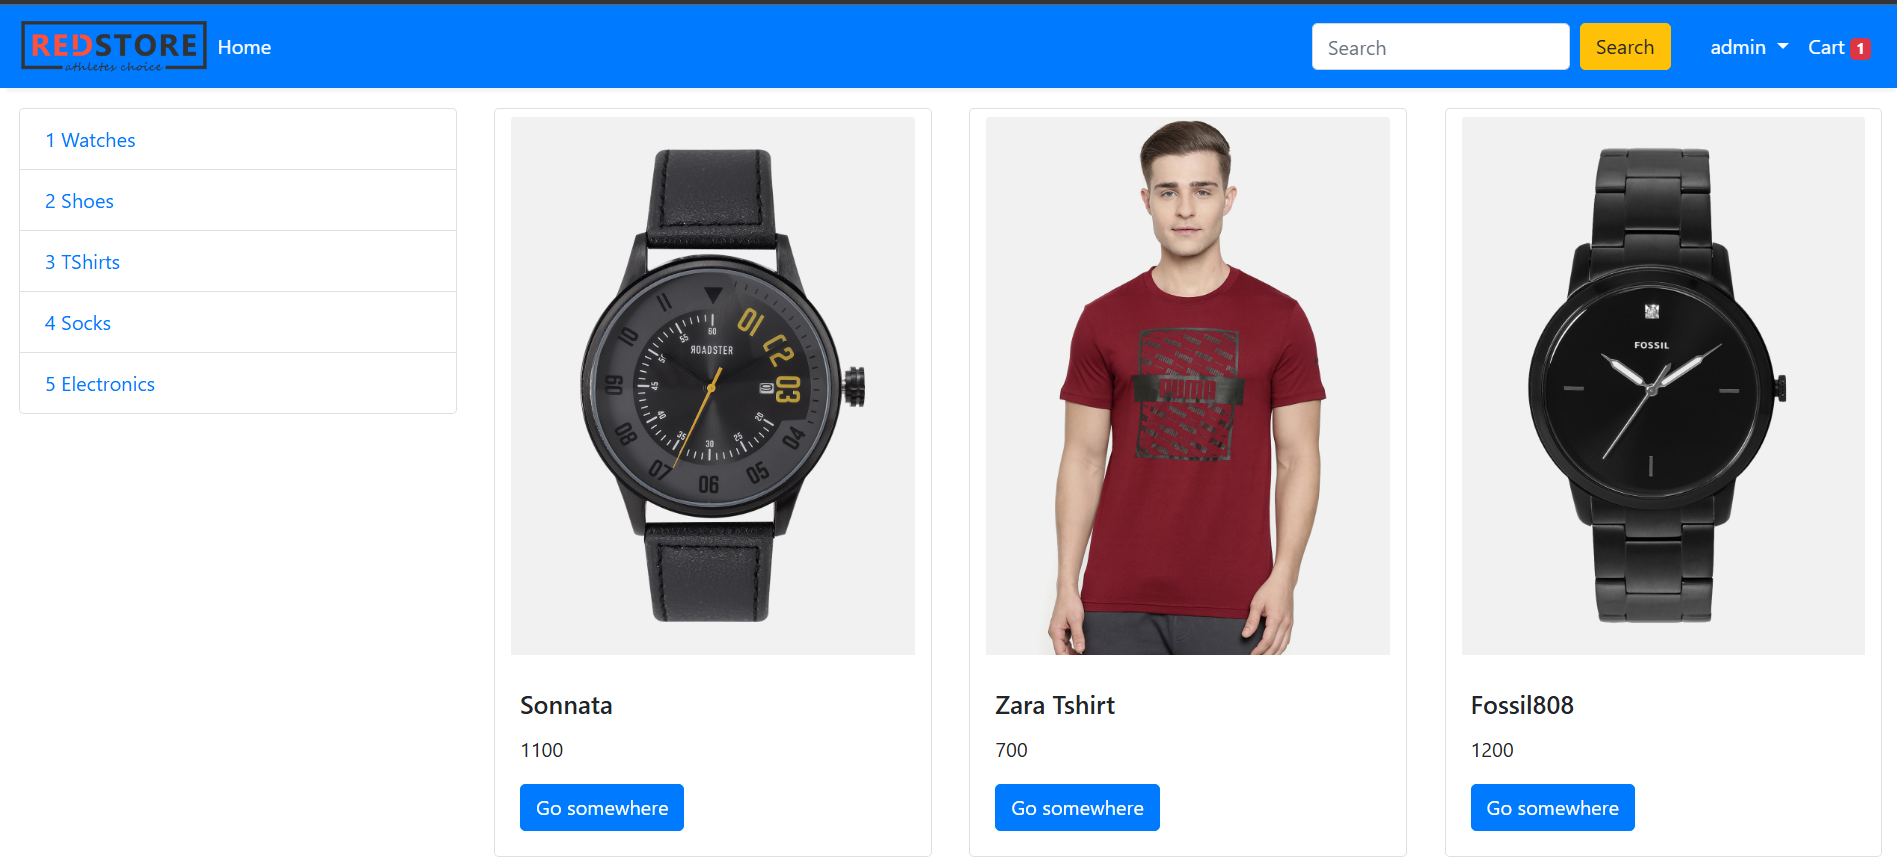 REDSTORE
athletes choice
Home
Search
Search
admin
Cart 1
1 Watches
2 Shoes
3 TShirts
4 Socks
5 Electronics
60
55
45
40
35
30
25
20
ROADSTER
01
02
03
04
05
06
07
08
09
10
11
PUMA
FOSSIL
Sonnata
1100
Go somewhere
Zara Tshirt
700
Go somewhere
Fossil808
1200
Go somewhere